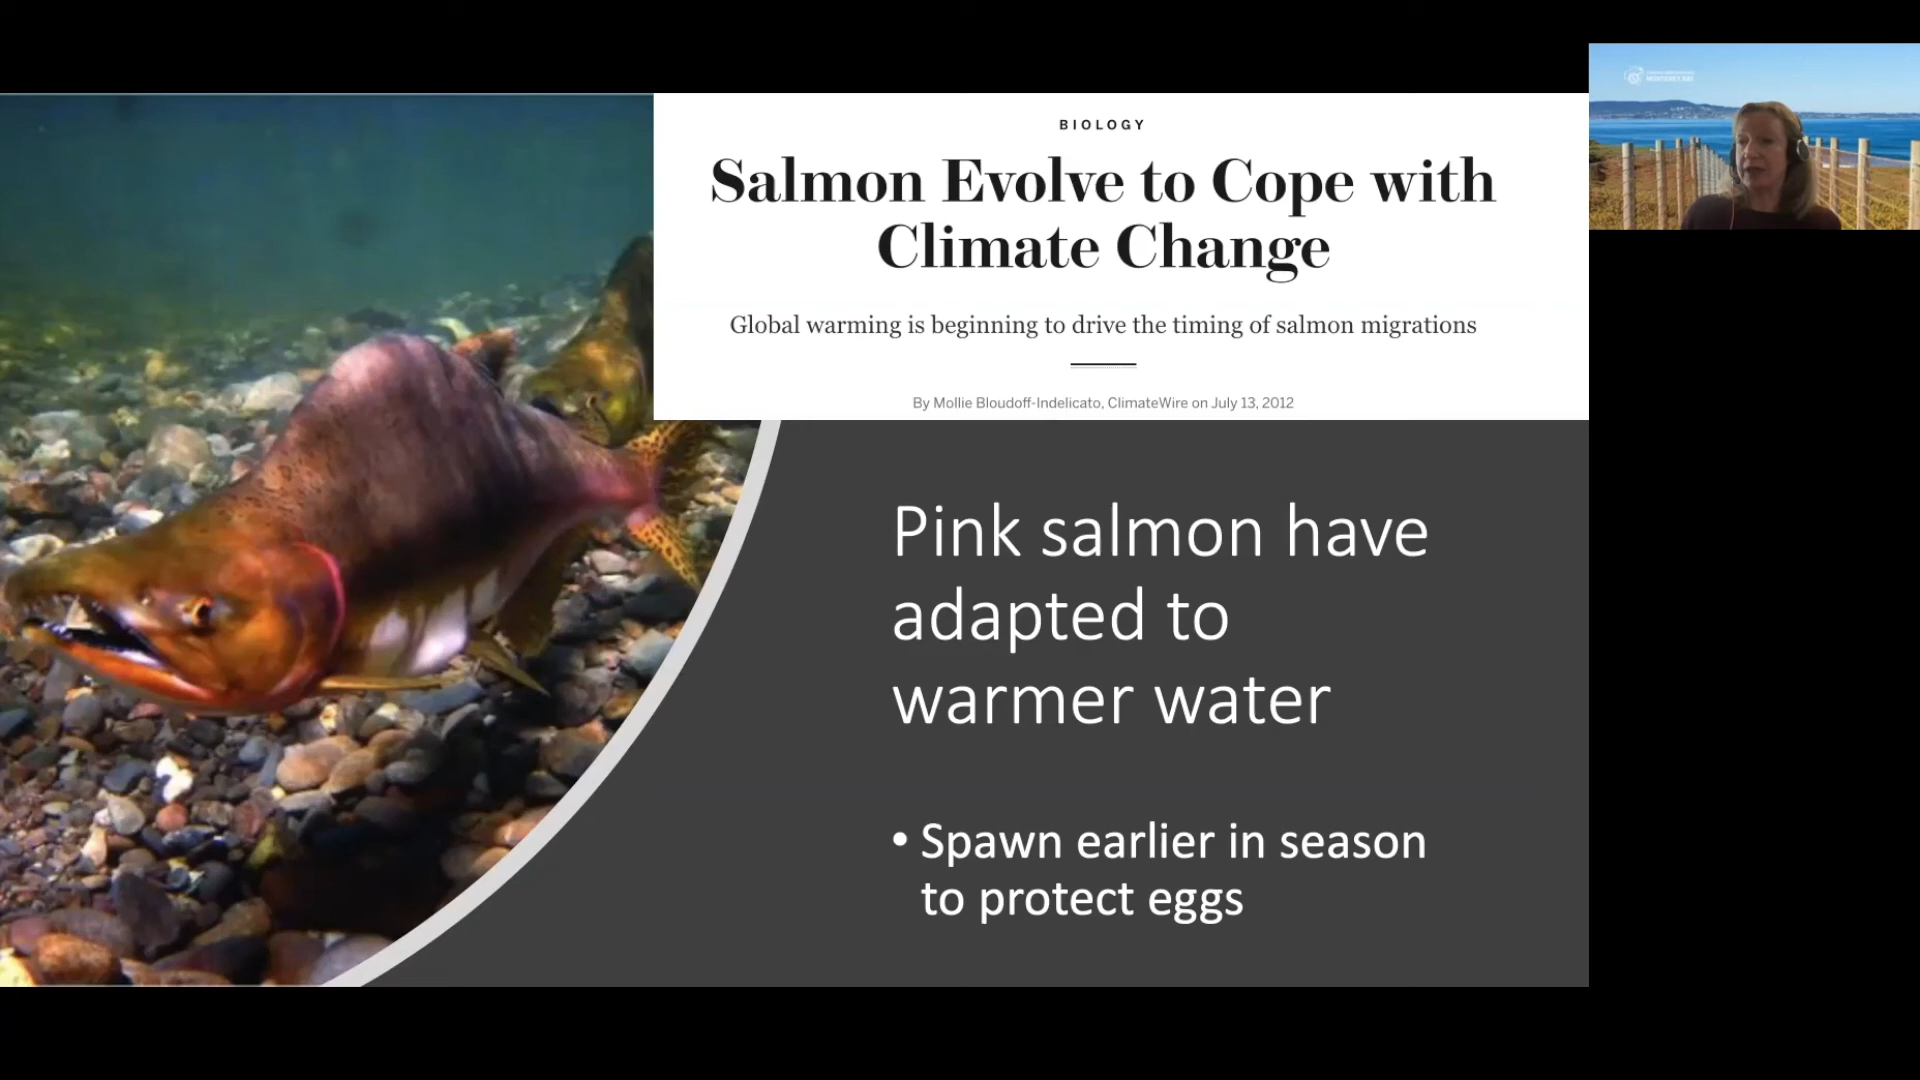 BIOLOGY
Salmon Evolve to Cope with
Climate Change
Global warming is beginning to drive the timing of salmon migrations
By Mollie Bloudoff-Indelicato, ClimateWire on July 13, 2012
Pink salmon have
adapted to
warmer water
• Spawn earlier in season
to protect eggs
MONTEREY BAY